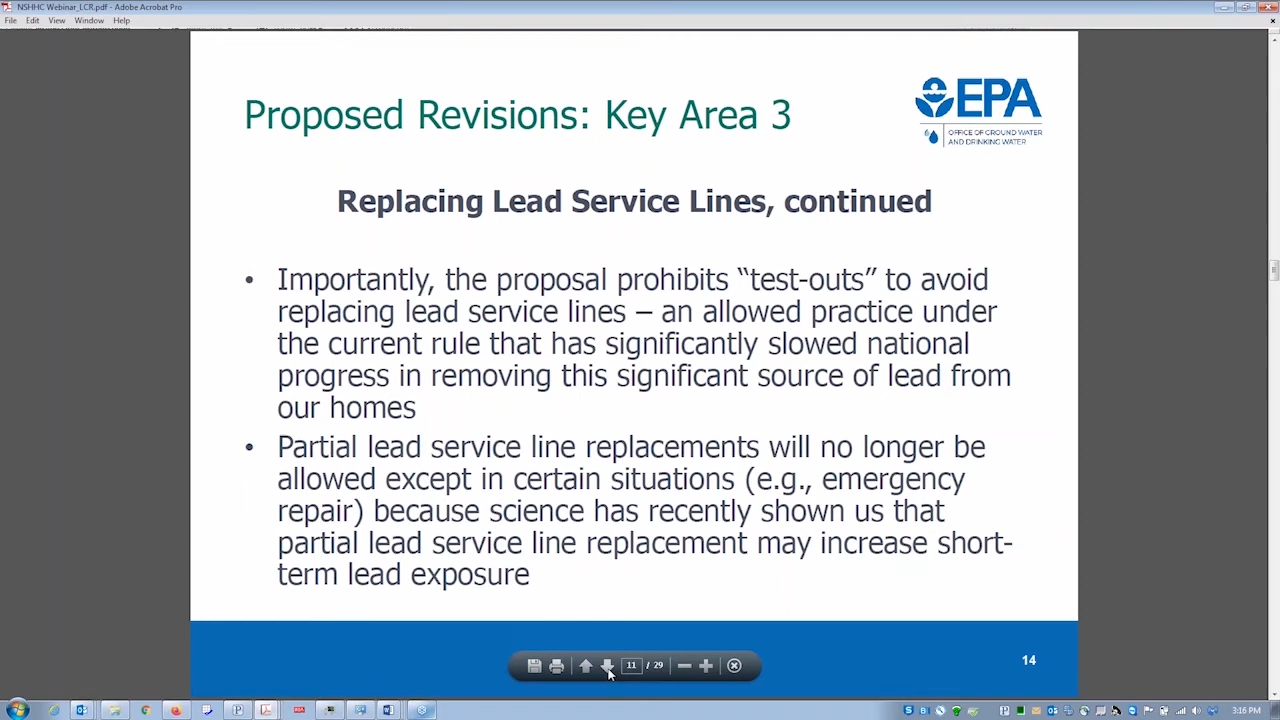 NSHHC Webinar_LCR.pdf - Adobe Acrobat Pro
File Edit View Window Help
Proposed Revisions: Key Area 3
EPA
OFFICE OF GROUND WATER
AND DRINKING WATER
Replacing Lead Service Lines, continued
• Importantly, the proposal prohibits “test-outs” to avoid
replacing lead service lines – an allowed practice under
the current rule that has significantly slowed national
progress in removing this significant source of lead from
our homes
• Partial lead service line replacements will no longer be
allowed except in certain situations (e.g., emergency
repair) because science has recently shown us that
partial lead service line replacement may increase short-
term lead exposure
11 / 29
14
3:16 PM